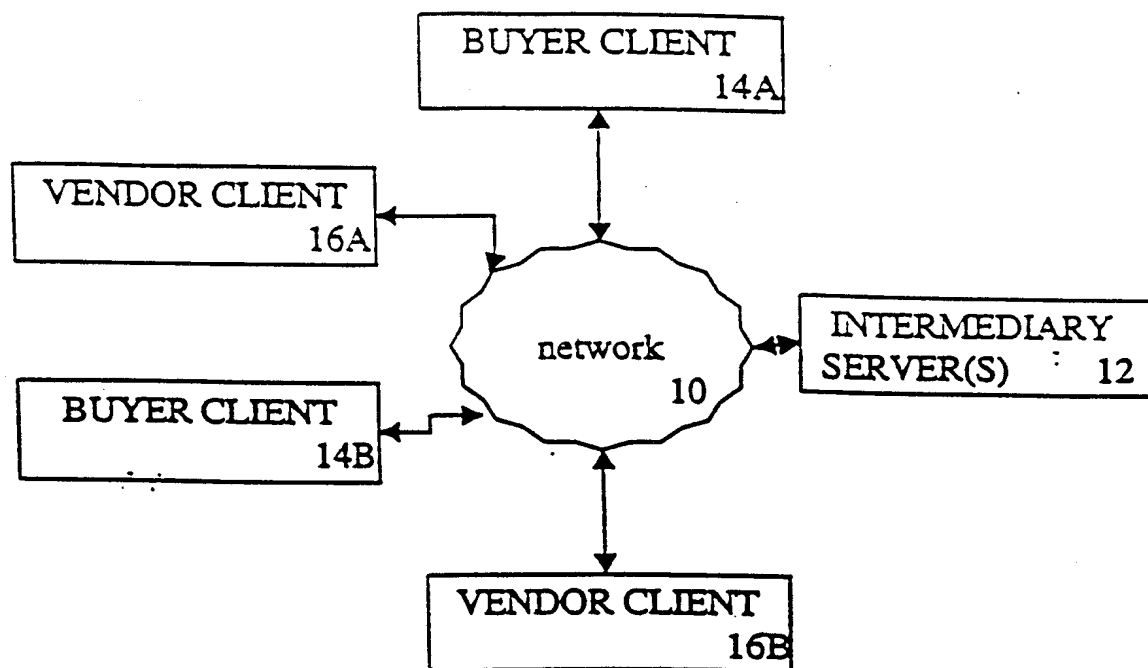 BUYER CLIENT
14A
VENDOR CLIENT
16A
network
10
INTERMEDIARY
SERVER(S) 12
BUYER CLIENT
14B
VENDOR CLIENT
16B